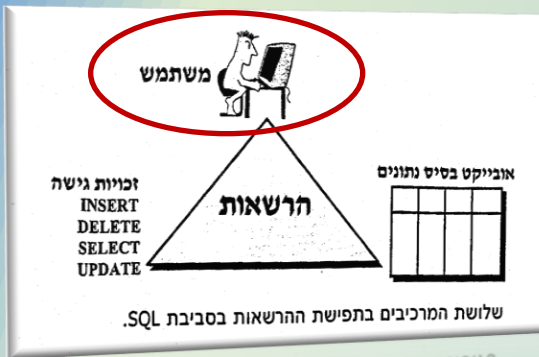 משתמש
אובייקט בסיס נתונים
זכויות גישה
INSERT
DELETE
SELECT
UPDATE
הרשאות
שלושת המרכיבים בתפישת ההרשאות בסביבת SQL.